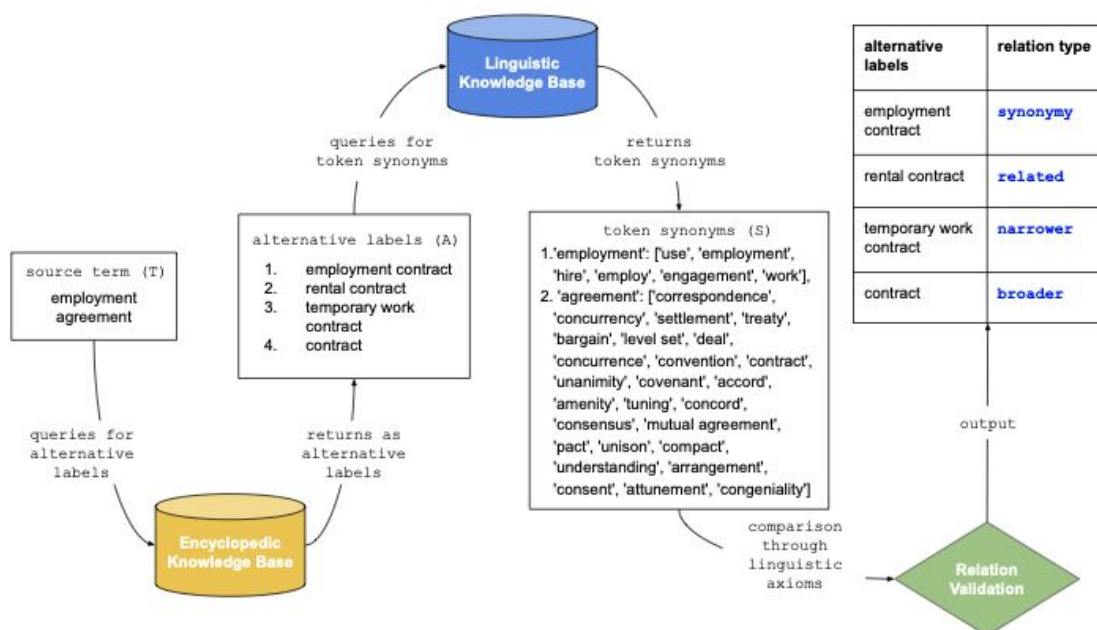 source term (T)
employment
agreement
queries for
alternative
labels
Encyclopedic
Knowledge Base
returns as
alternative
labels
alternative labels (A)
1. employment contract
2. rental contract
3. temporary work
contract
4. contract
queries for
token synonyms
Linguistic
Knowledge Base
returns
token synonyms
token synonyms (S)
1.'employment': ['use', 'employment',
'hire', 'employ', 'engagement', 'work'],
2. 'agreement': ['correspondence',
'concurrency', 'settlement', 'treaty',
'bargain', 'level set', 'deal',
'concurrence', 'convention', 'contract',
'unanimity', 'covenant', 'accord',
'amenity', 'tuning', 'concord',
'consensus', 'mutual agreement',
'pact', 'unison', 'compact',
'understanding', 'arrangement',
'consent', 'attunement', 'congeniality']
comparison
through
linguistic
axioms
Relation
Validation
output
alternative
labels
relation type
employment
contract
synonymy
rental contract
related
temporary work
contract
narrower
contract
broader